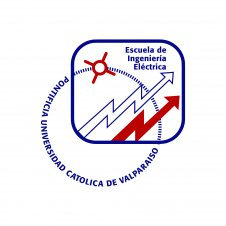 Escuela de
Ingeniería
Eléctrica
PONTIFICIA UNIVERSIDAD CATOLICA DE VALPARAISO